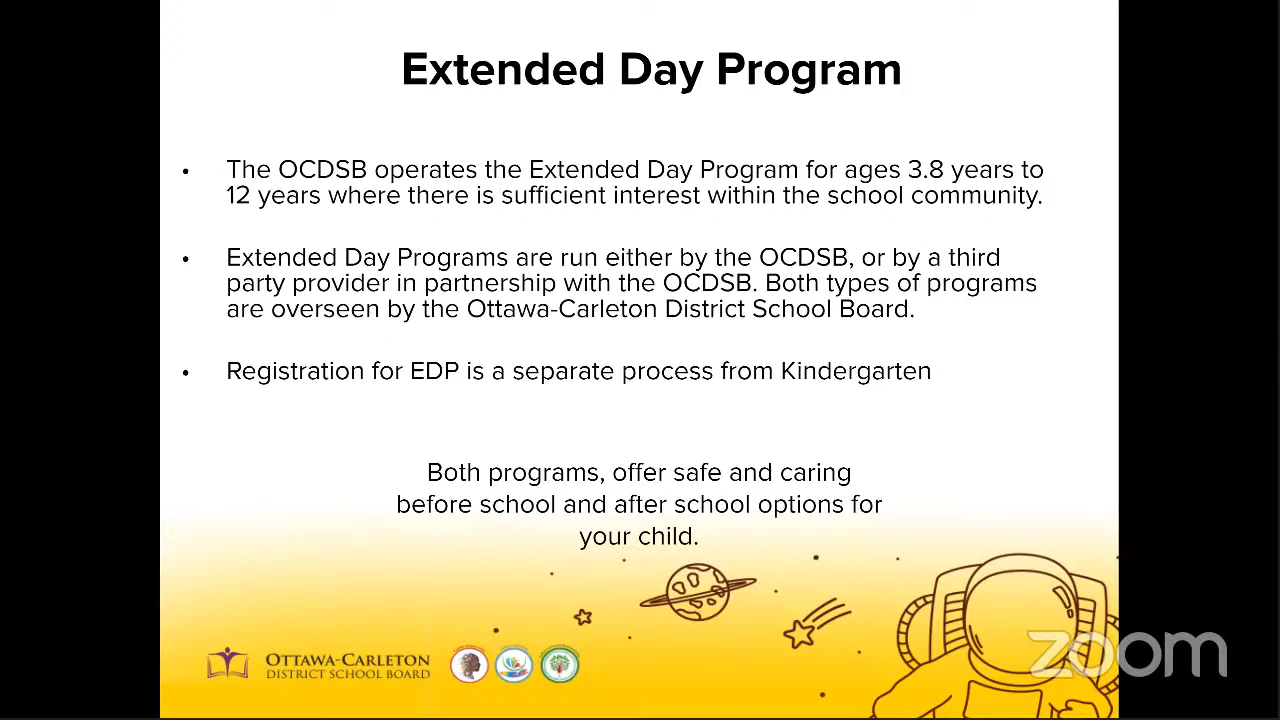 Extended Day Program
• The OCDSB operates the Extended Day Program for ages 3.8 years to
12 years where there is sufficient interest within the school community.
• Extended Day Programs are run either by the OCDSB, or by a third
party provider in partnership with the OCDSB. Both types of programs
are overseen by the Ottawa-Carleton District School Board.
• Registration for EDP is a separate process from Kindergarten
Both programs, offer safe and caring
before school and after school options for
your child.
OTTAWA-CARLETON
DISTRICT SCHOOL BOARD
zoom